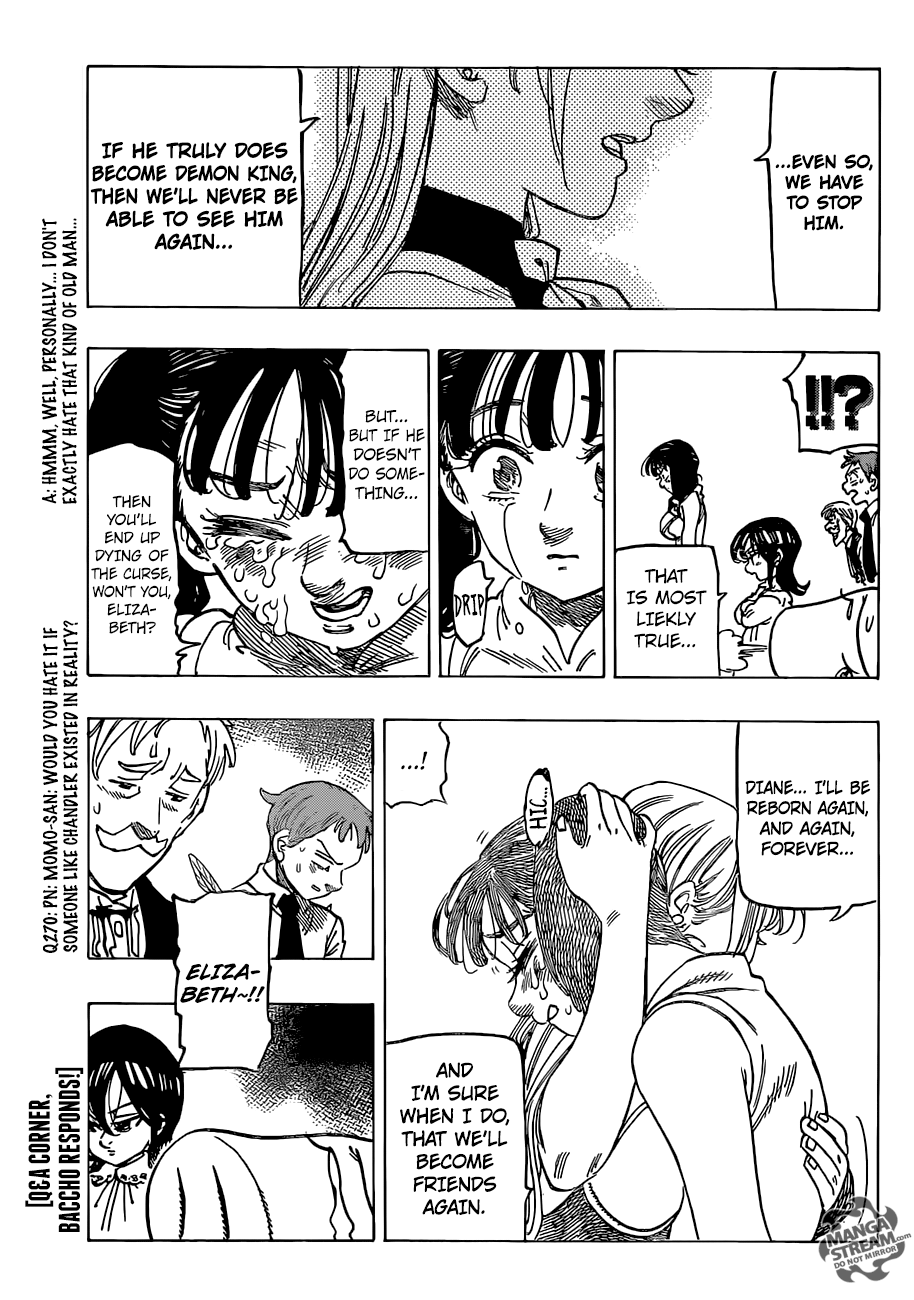 ...EVEN SO,
WE HAVE
TO STOP
HIM.
IF HE TRULY DOES
BECOME DEMON KING,
THEN WE'LL NEVER BE
ABLE TO SEE HIM
AGAIN...
!!?
THAT
IS MOST
LIEKLY
TRUE...
DRIP
BUT...
BUT IF HE
DOESN'T
DO SOME-
THING...
THEN
YOU'LL
END UP
DYING OF
THE CURSE,
WON'T YOU,
ELIZA-
BETH?
DIANE... I'LL BE
REBORN AGAIN,
AND AGAIN,
FOREVER...
HIC...
...!
AND
I'M SURE
WHEN I DO,
THAT WE'LL
BECOME
FRIENDS
AGAIN.
ELIZA-
BETH~!!
[Q&A CORNER,
BACCHO RESPONDS!]
Q270: PN: MOMO-SAN: WOULD YOU HATE IT IF
SOMEONE LIKE CHANDLER EXISTED IN REALITY?
A: HMMM, WELL, PERSONALLY... I DON'T
EXACTLY HATE THAT KIND OF OLD MAN...
MANGA
STREAM.com
DO NOT MIRROR